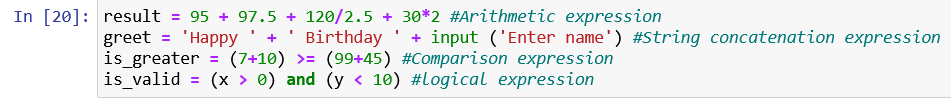 In [20]: result = 95 + 97.5 + 120/2.5 + 30*2 #Arithmetic expression
greet = 'Happy ' + ' Birthday ' + input ('Enter name') #String concatenation expression
is_greater = (7+10) >= (99+45) #Comparison expression
is_valid = (x > 0) and (y < 10) #logical expression